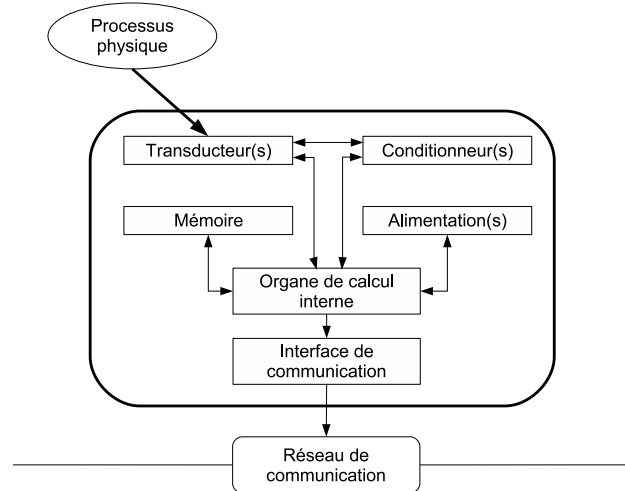 Processus
physique
Transducteur(s)
Conditionneur(s)
Mémoire
Alimentation(s)
Organe de calcul
interne
Interface de
communication
Réseau de
communication